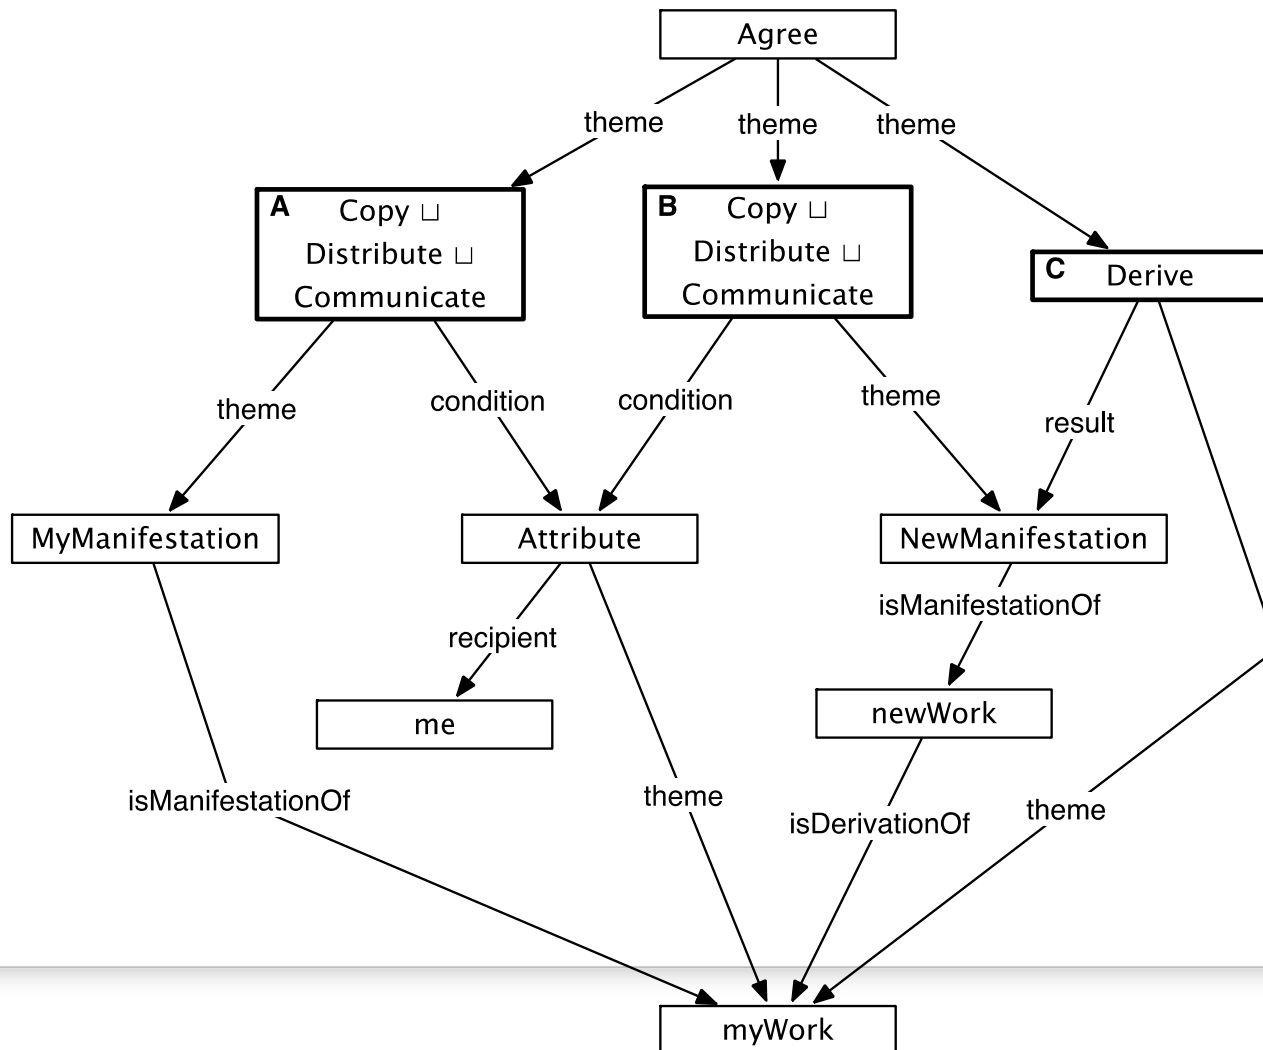 Agree
theme theme theme
A Copy ⊔
Distribute ⊔
Communicate
B Copy ⊔
Distribute ⊔
Communicate
C Derive
theme condition condition theme result
MyManifestation Attribute NewManifestation
isManifestationOf
recipient
me newWork
isManifestationOf theme isDerivationOf theme
myWork